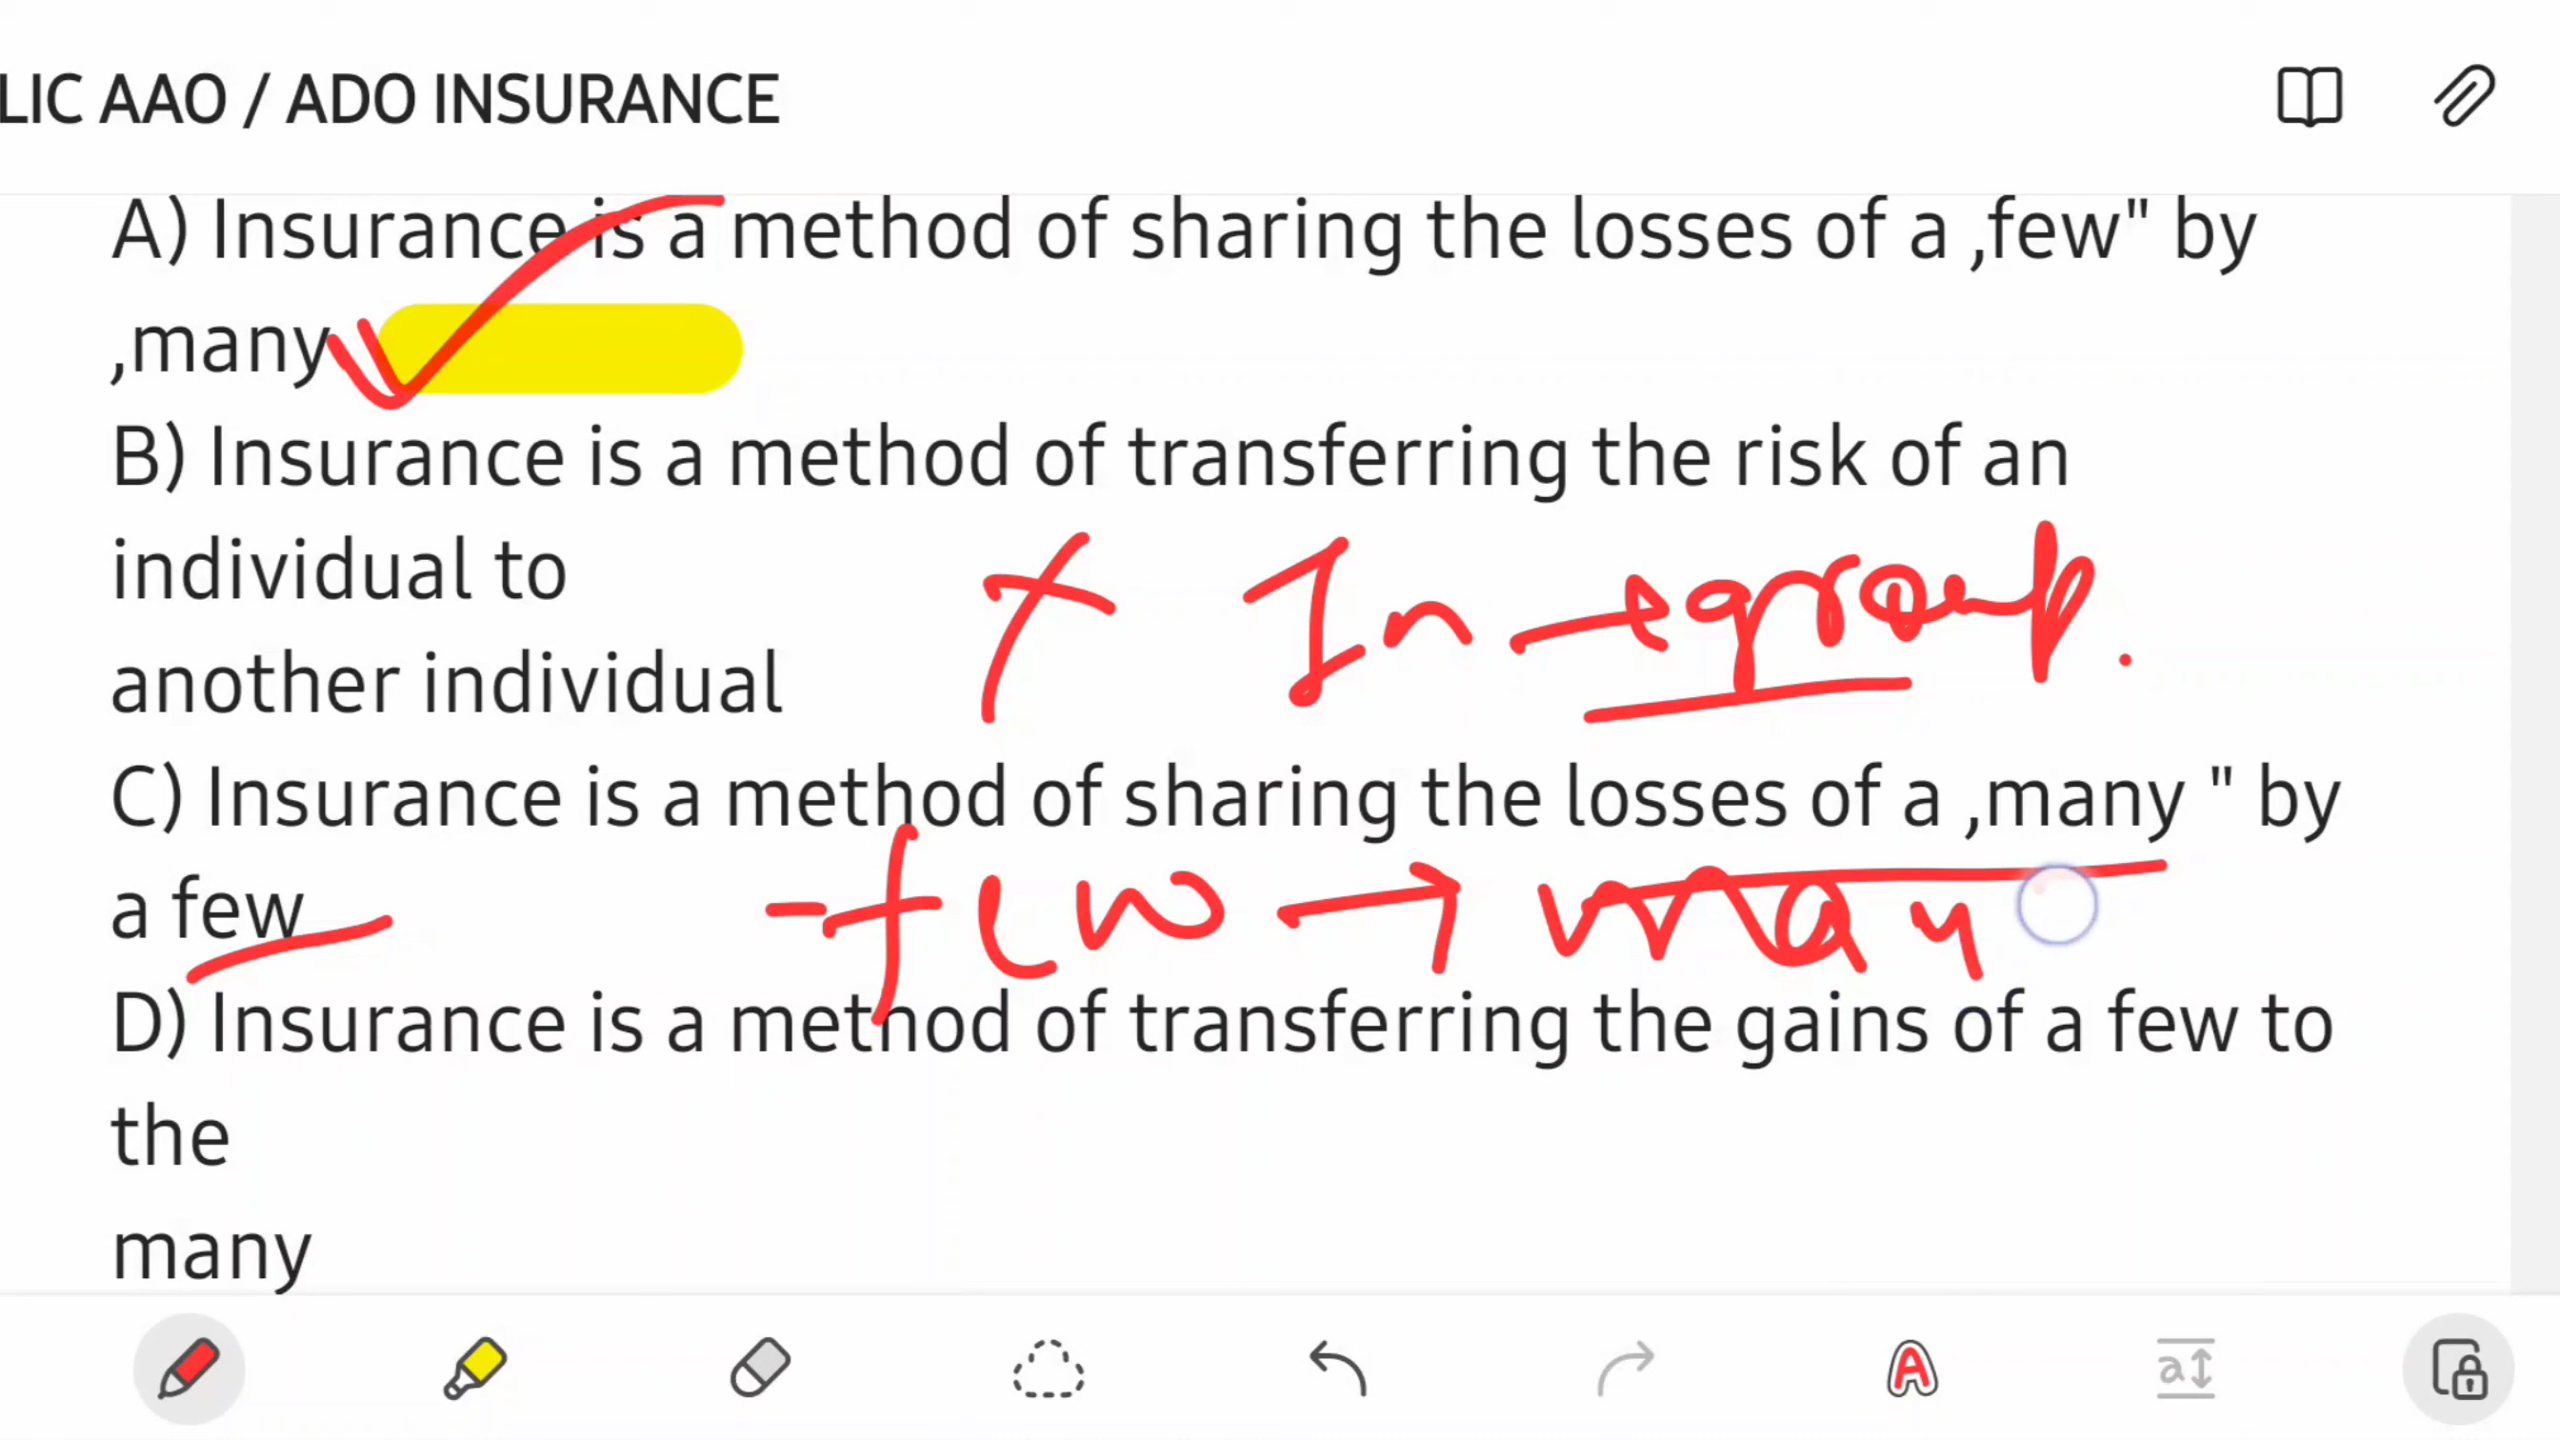 LIC AAO / ADO INSURANCE
A) Insurance is a method of sharing the losses of a ,few" by
,many
B) Insurance is a method of transferring the risk of an
individual to
In → group.
another individual
C) Insurance is a method of sharing the losses of a ,many " by
a few
few → may
D) Insurance is a method of transferring the gains of a few to
the
many